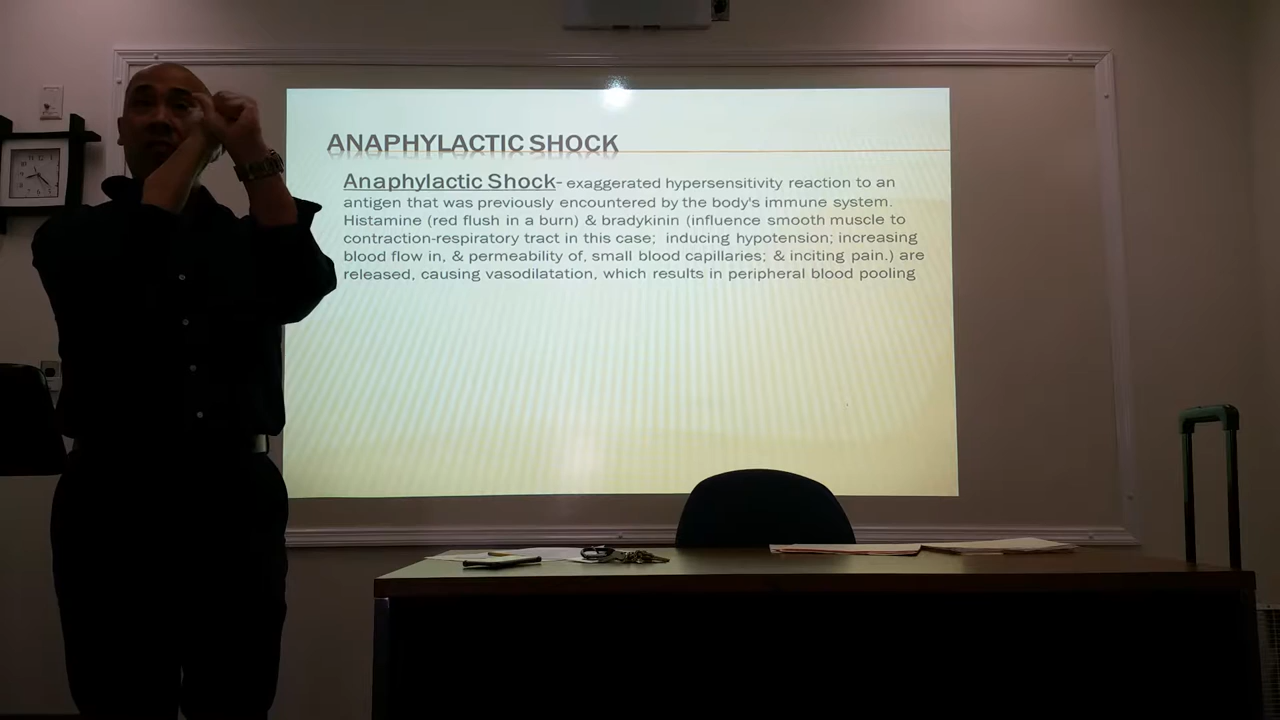 ANAPHYLACTIC SHOCK
Anaphylactic Shock- exaggerated hypersensitivity reaction to an
antigen that was previously encountered by the body's immune system.
Histamine (red flush in a burn) & bradykinin (influence smooth muscle to
contraction-respiratory tract in this case; inducing hypotension; increasing
blood flow in, & permeability of, small blood capillaries; & inciting pain.) are
released, causing vasodilatation, which results in peripheral blood pooling